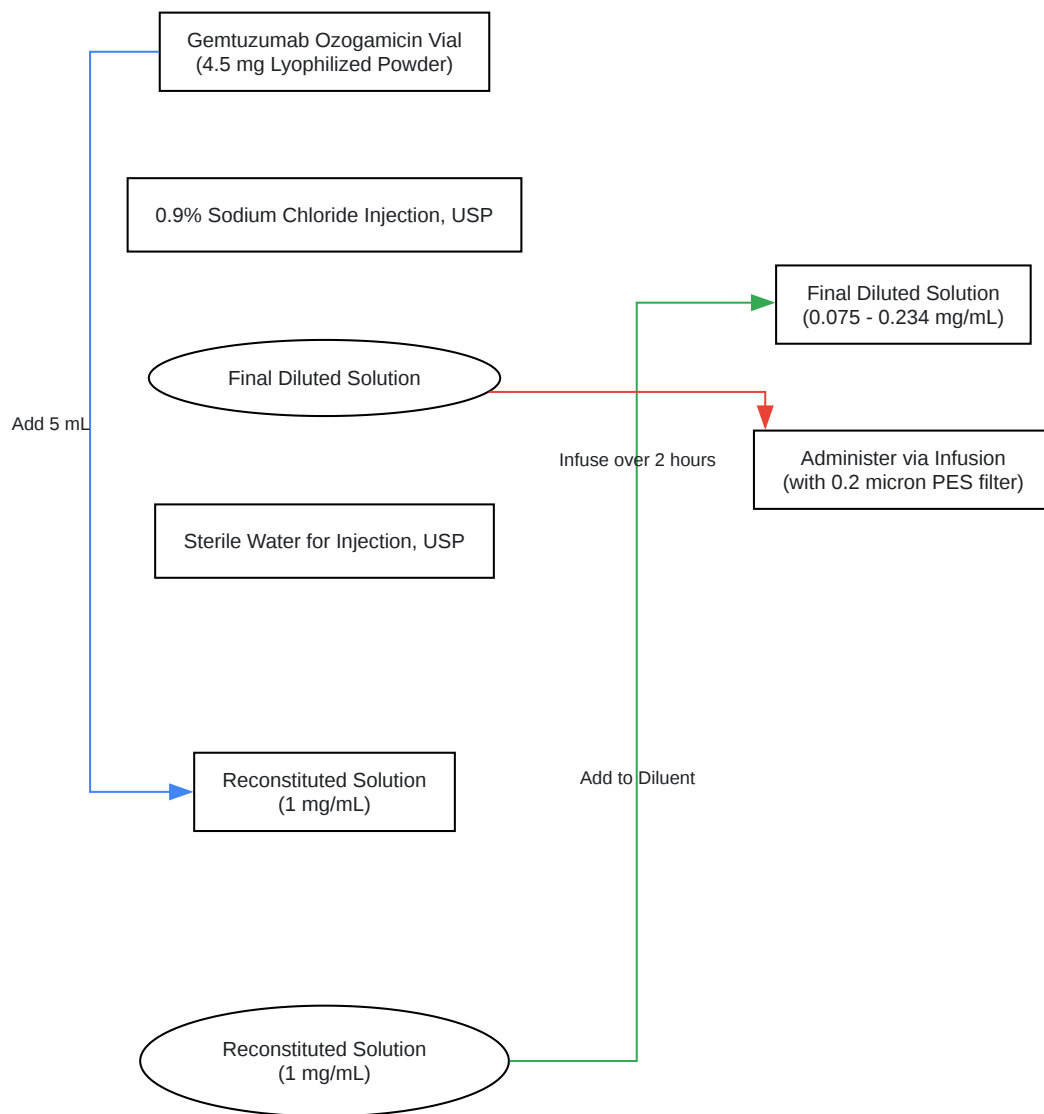 Gemtuzumab Ozogamicin Vial
(4.5 mg Lyophilized Powder)
0.9% Sodium Chloride Injection, USP
Final Diluted Solution
(0.075 - 0.234 mg/mL)
Final Diluted Solution
Add 5 mL
Infuse over 2 hours
Administer via Infusion
(with 0.2 micron PES filter)
Sterile Water for Injection, USP
Reconstituted Solution
(1 mg/mL)
Add to Diluent
Reconstituted Solution
(1 mg/mL)